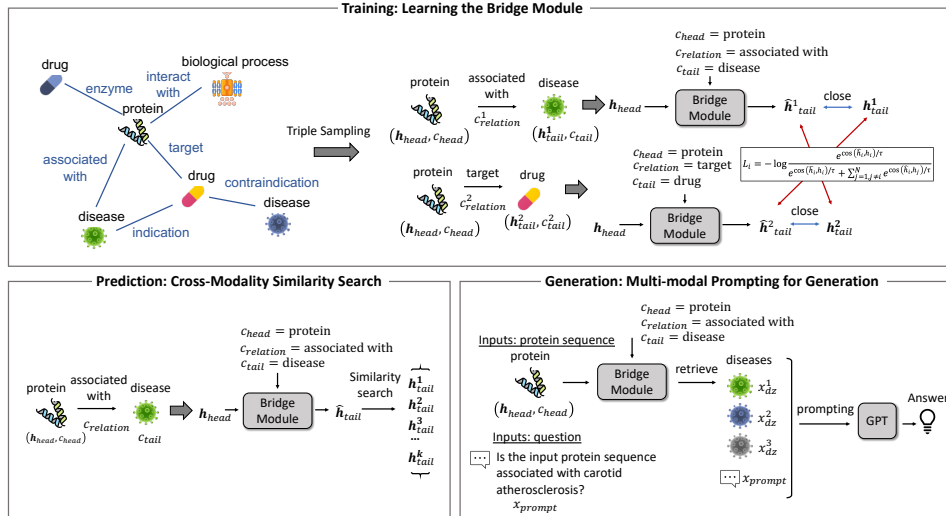 Training: Learning the Bridge Module
drug
enzyme
interact
with
biological process
protein
associated
with
target
drug
contraindication
disease
indication
disease
Triple Sampling
protein
associated
with
c^1_relation
disease
(h_head, c_head)
(h^1_tail, c_tail)
h_head
c_head = protein
c_relation = associated with
c_tail = disease
Bridge
Module
ĥ^1_tail
close
h^1_tail
protein
target
c^2_relation
drug
(h_head, c_head)
(h^2_tail, c^2_tail)
h_head
c_head = protein
c_relation = target
c_tail = drug
Bridge
Module
ĥ^2_tail
close
h^2_tail
L_i = −log e^{cos(ĥ_i,h_i)/τ} / (e^{cos(ĥ_i,h_i)/τ} + Σ^N_{j=1,j≠i} e^{cos(ĥ_i,h_j)/τ})
Prediction: Cross-Modality Similarity Search
protein
associated
with
c_relation
disease
(h_head, c_head)
c_tail
h_head
c_head = protein
c_relation = associated with
c_tail = disease
Bridge
Module
ĥ_tail
Similarity
search
h^1_tail
h^2_tail
h^3_tail
...
h^k_tail
Generation: Multi-modal Prompting for Generation
c_head = protein
c_relation = associated with
c_tail = disease
Inputs: protein sequence
protein
(h_head, c_head)
Bridge
Module
retrieve
diseases
x^1_dz
x^2_dz
x^3_dz
x_prompt
prompting
GPT
Answer
Inputs: question
Is the input protein sequence
associated with carotid
atherosclerosis?
x_prompt